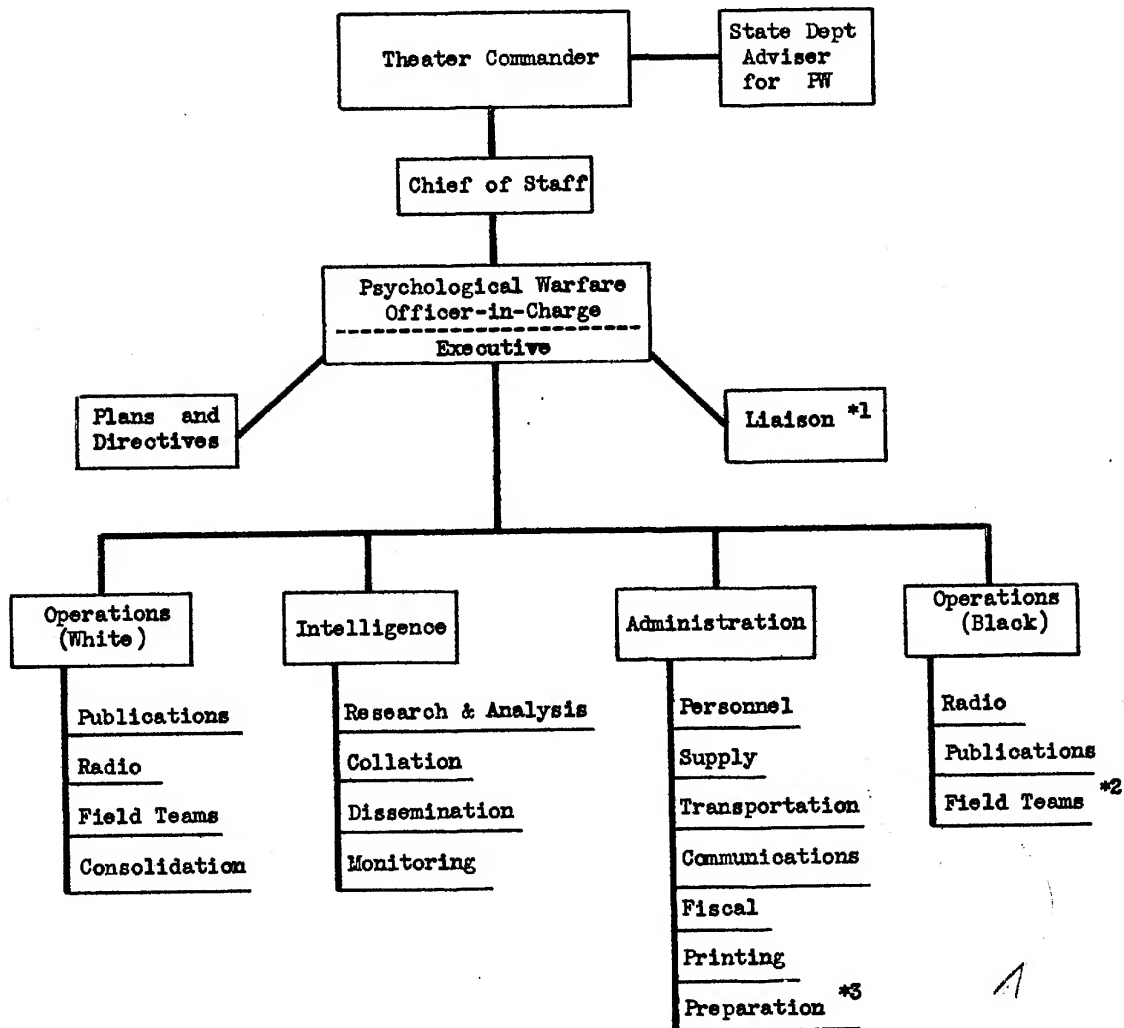 Theater Commander
State Dept
Adviser
for PW
Chief of Staff
Psychological Warfare
Officer-in-Charge
Executive
Plans and
Directives
Liaison *1
Operations
(White)
Publications
Radio
Field Teams
Consolidation
Intelligence
Research & Analysis
Collation
Dissemination
Monitoring
Administration
Personnel
Supply
Transportation
Communications
Fiscal
Printing
Preparation *3
Operations
(Black)
Radio
Publications
Field Teams *2